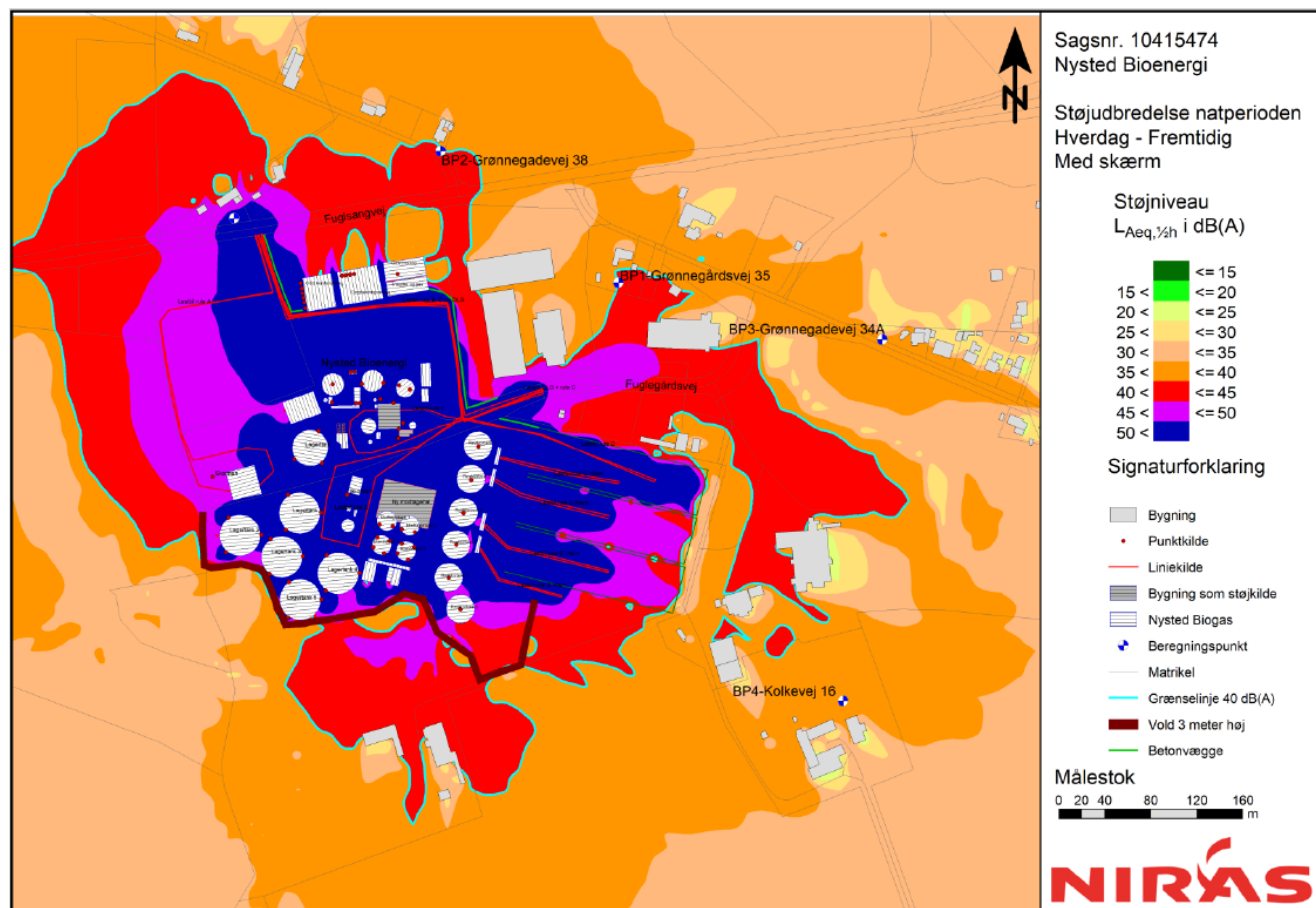 Sagsnr. 10415474
Nysted Bioenergi
Støjudbredelse natperioden
Hverdag - Fremtidig
Med skærm
Støjniveau
LAeq,½h i dB(A)
<= 15
15 < <= 20
20 < <= 25
25 < <= 30
30 < <= 35
35 < <= 40
40 < <= 45
45 < <= 50
50 <
Signaturforklaring
Bygning
Punktkilde
Liniekilde
Bygning som støjkilde
Nysted Biogas
Beregningspunkt
Matrikel
Grænselinje 40 dB(A)
Vold 3 meter høj
Betonvægge
Målestok
0 20 40 80 120 160
m
NIRAS
N
BP2-Grønnegadevej 38
Fuglsangvej
BP1-Grønnegårdsvej 35
BP3-Grønnegadevej 34A
Nysted Bioenergi
Fuglegårdsvej
BP4-Kolkevej 16